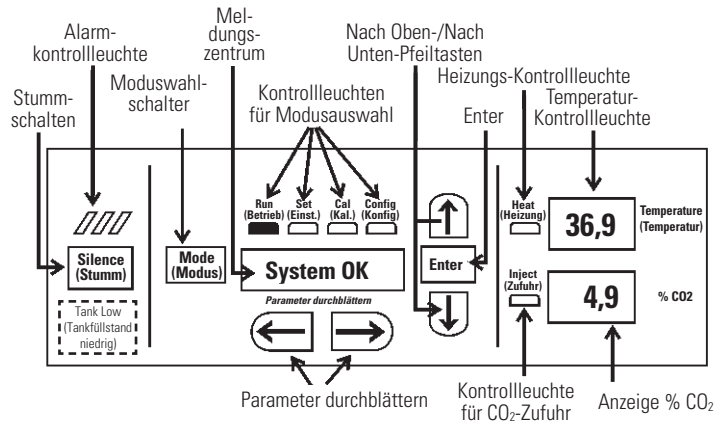 Alarm-
kontrollleuchte
Mel-
dungs-
zentrum
Nach Oben-/Nach
Unten-Pfeiltasten
Stumm-
schalten
Moduswahl-
schalter
Kontrollleuchten
für Modusauswahl
Enter
Heizungs-Kontrollleuchte
Temperatur-
Kontrollleuchte
Run
(Betrieb)
Set
(Einst.)
Cal
(Kal.)
Config
(Konfig)
Heat
(Heizung)
36,9
Temperature
(Temperatur)
Silence
(Stumm)
Mode
(Modus)
System OK
Enter
Inject
(Zufuhr)
4,9
% CO2
Tank Low
(Tankfüllstand
niedrig)
Parameter durchblättern
Parameter durchblättern
Kontrollleuchte
für CO₂-Zufuhr
Anzeige % CO₂